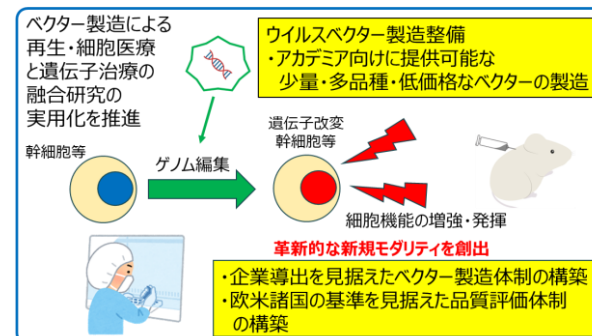 ベクター製造による
再生・細胞医療
と遺伝子治療の
融合研究の
実用化を推進
ウイルスベクター製造整備
・アカデミア向けに提供可能な
少量・多品種・低価格なベクターの製造
幹細胞等
ゲノム編集
遺伝子改変
幹細胞等
細胞機能の増強・発揮
革新的な新規モダリティを創出
・企業導出を見据えたベクター製造体制の構築
・欧米諸国の基準を見据えた品質評価体制
の構築